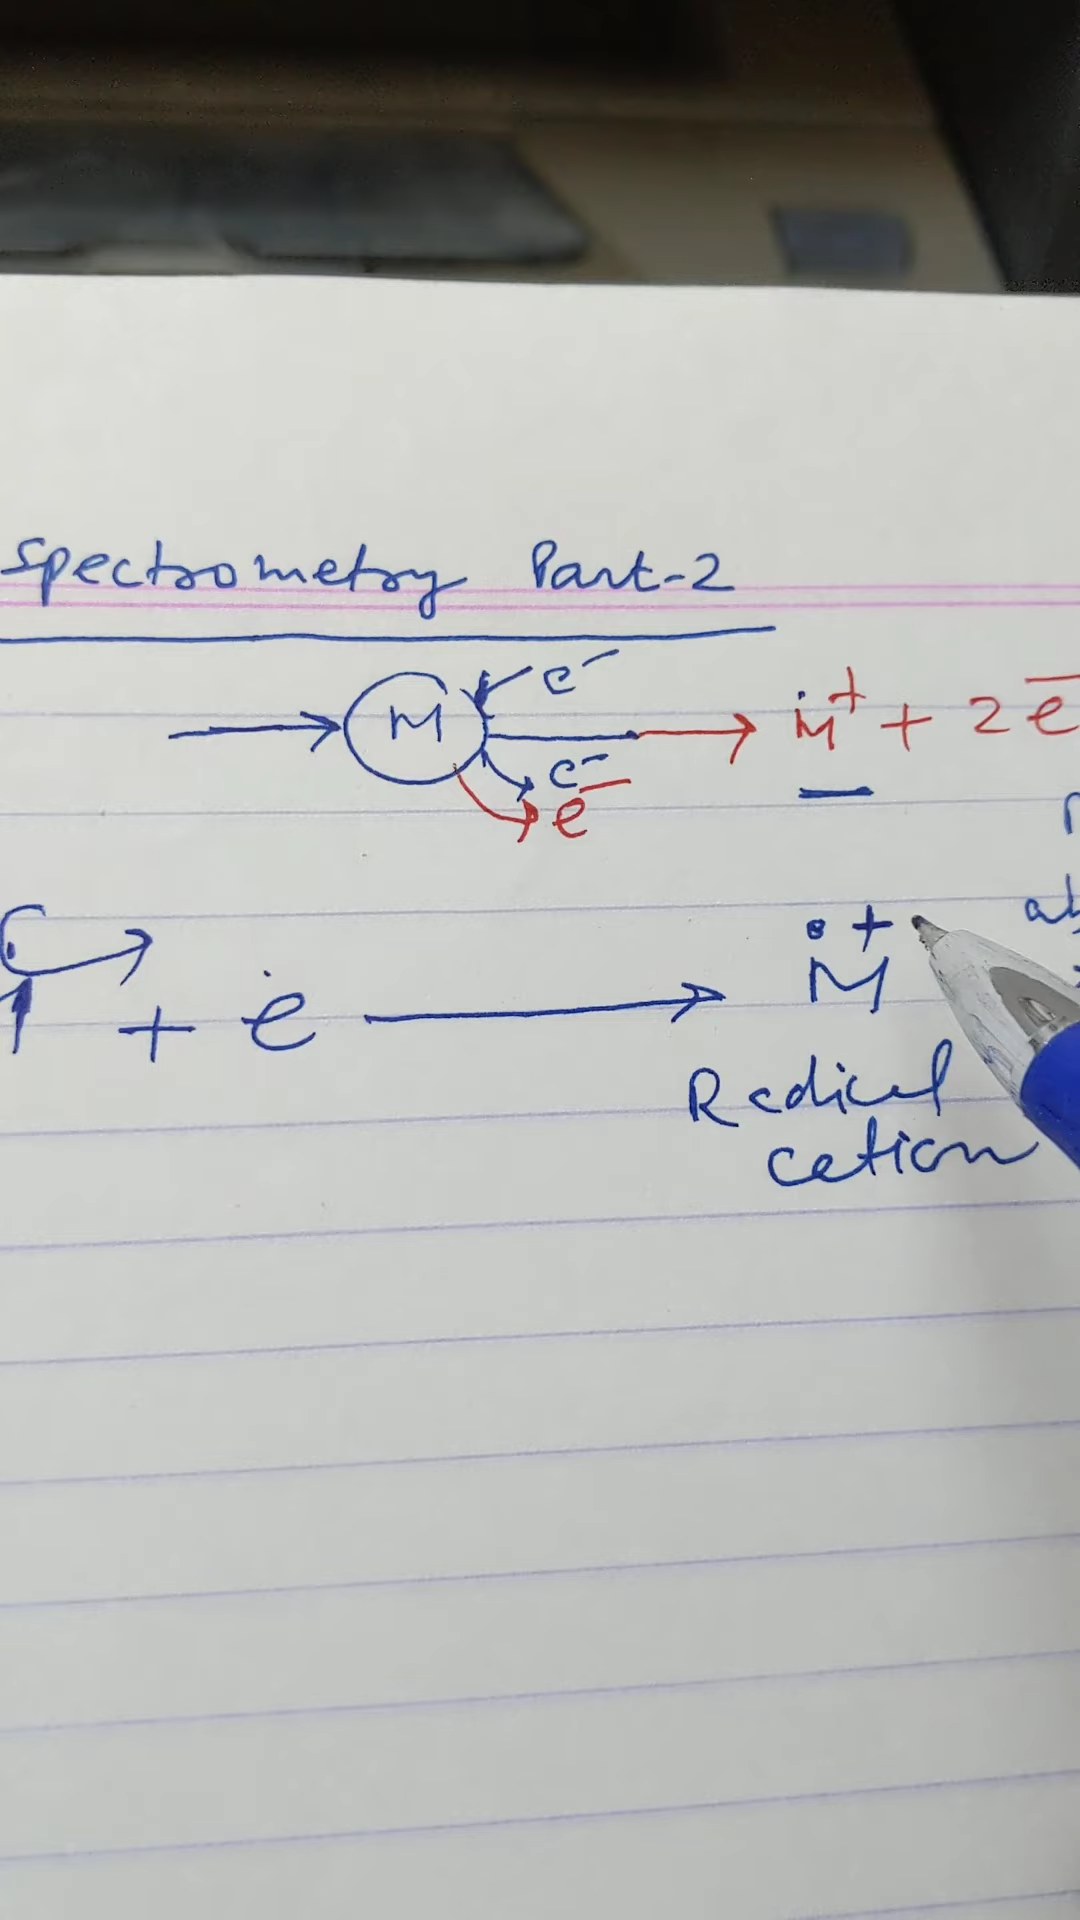 Spectrometry Part-2
M e⁻ Ṁ⁺ + 2e⁻
e⁻
e⁻
+ ė Ṁ⁺
Radical
cation